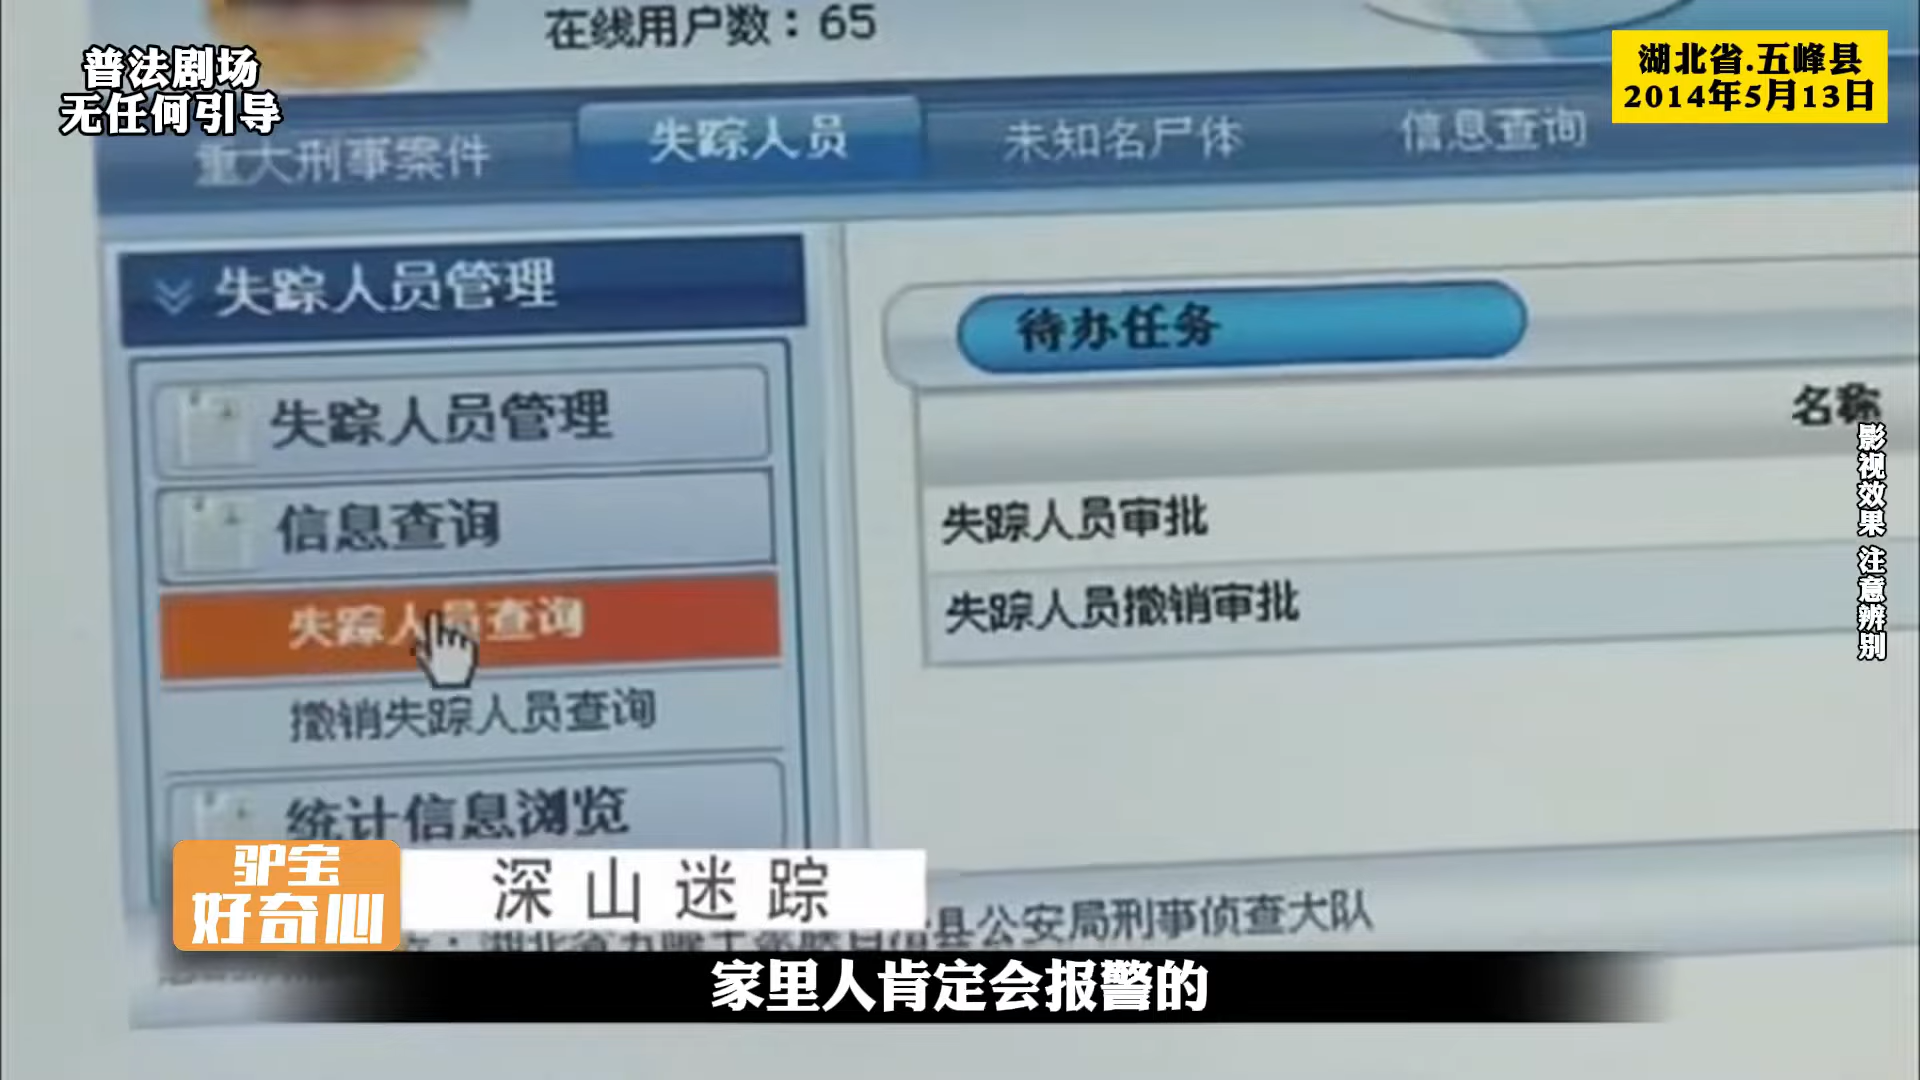 在线用户数：65
普法剧场
无任何引导
湖北省.五峰县
2014年5月13日
重大刑事案件
失踪人员
未知名尸体
信息查询
失踪人员管理
待办任务
失踪人员管理
名称
信息查询
失踪人员审批
失踪人员查询
失踪人员撤销审批
撤销失踪人员查询
统计信息浏览
影视效果 注意辨别
驴宝
好奇心
深山迷踪
县公安局刑事侦查大队
家里人肯定会报警的